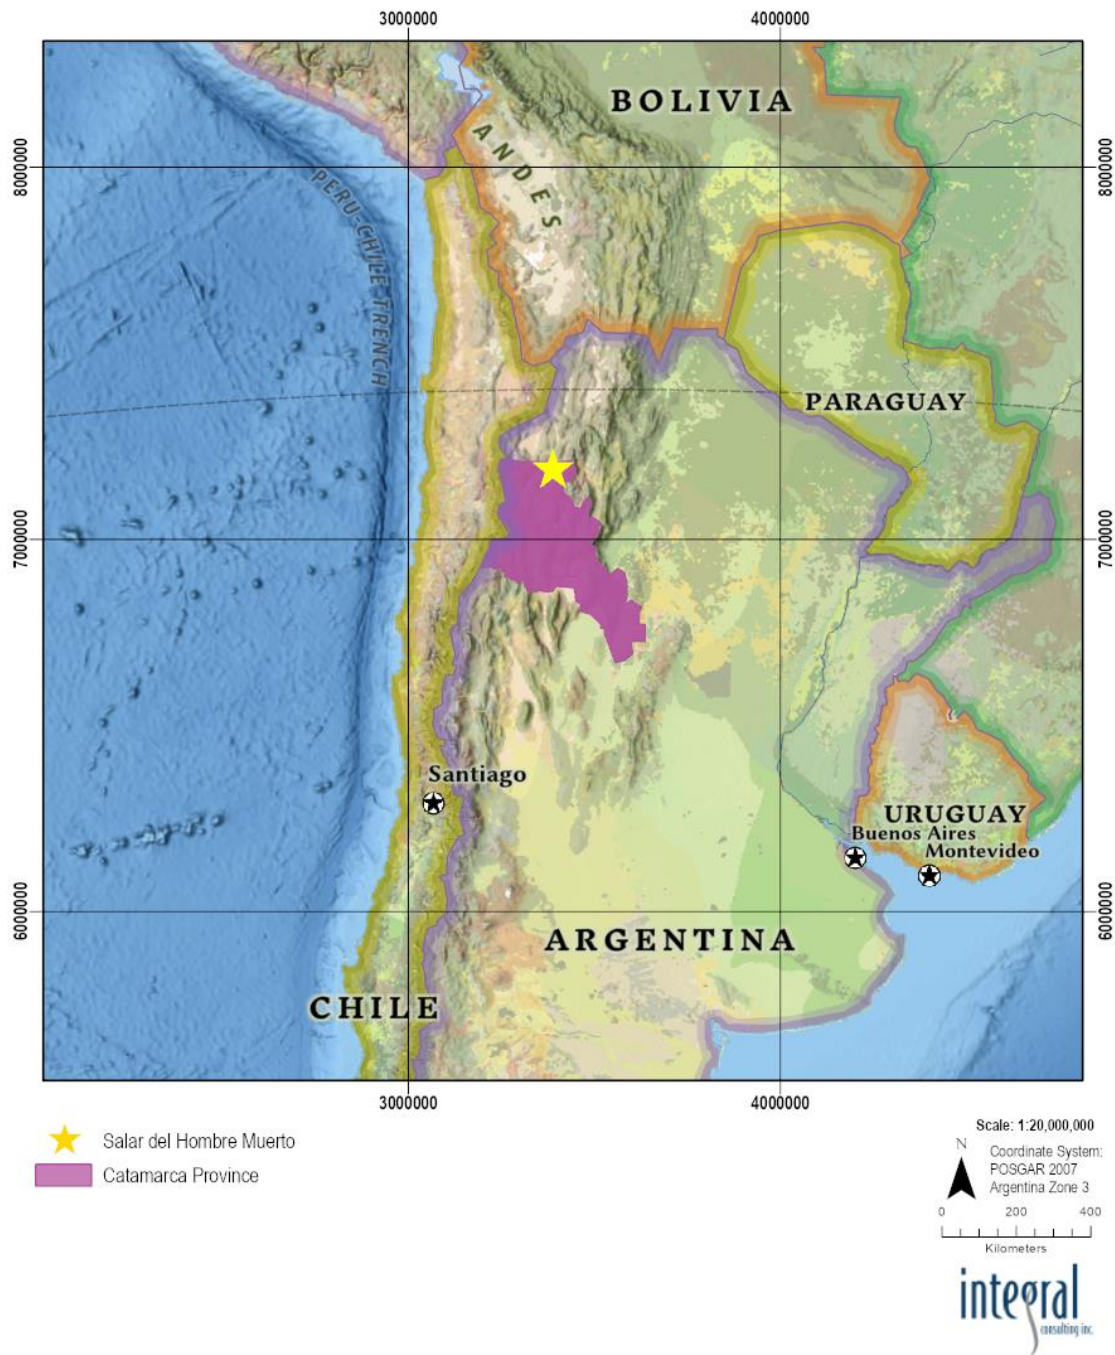 3000000
4000000
BOLIVIA
ANDES
8000000
8000000
PERU-CHILE TRENCH
PARAGUAY
7000000
7000000
Santiago
URUGUAY
Buenos Aires
Montevideo
6000000
6000000
ARGENTINA
CHILE
3000000
4000000
Salar del Hombre Muerto
Catamarca Province
Scale: 1:20,000,000
N
Coordinate System:
POSGAR 2007
Argentina Zone 3
0 200 400
Kilometers
integral
consulting inc.